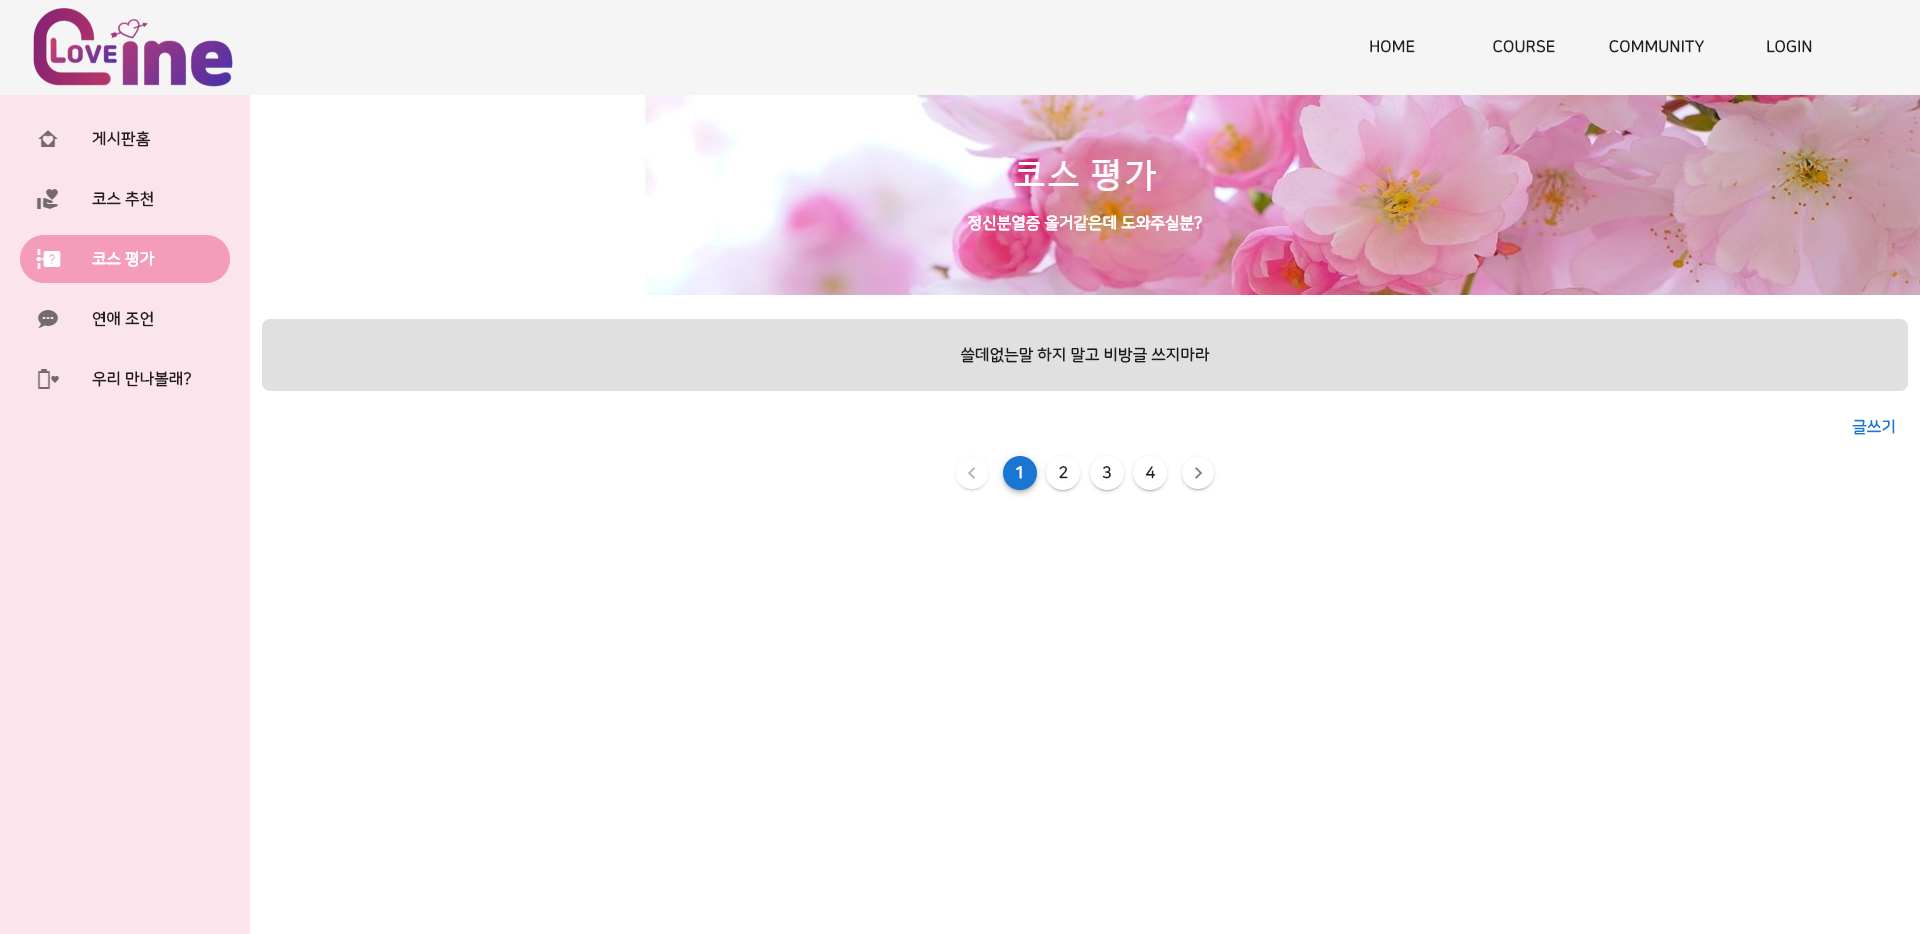 LOVE
Cine
HOME COURSE COMMUNITY LOGIN
게시판홈
코스 추천
코스 평가
연애 조언
우리 만나볼래?
코스 평가
정신분열증 올거같은데 도와주실분?
쓸데없는말 하지 말고 비방글 쓰지마라
글쓰기
1 2 3 4